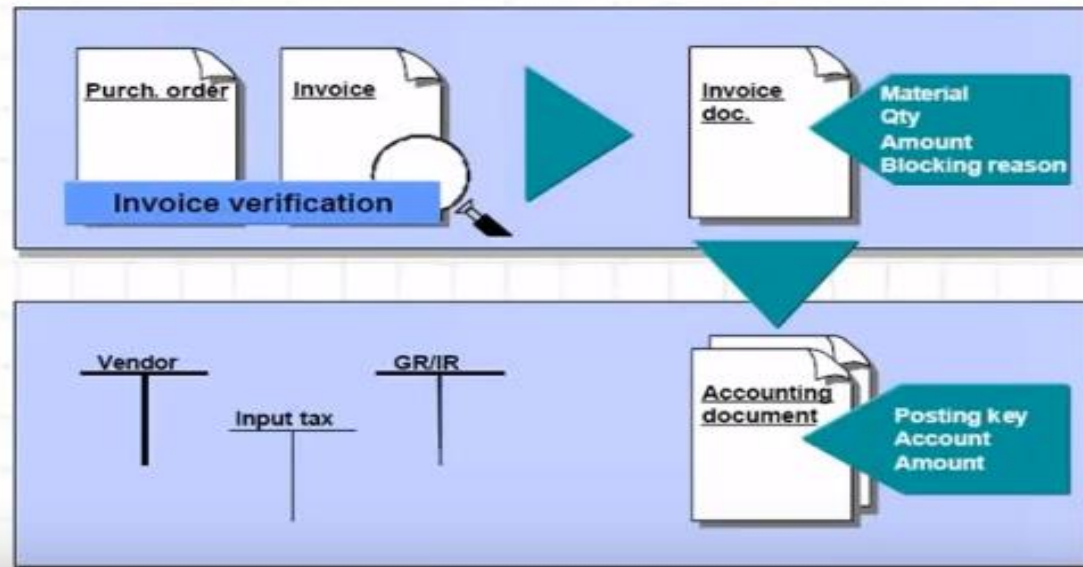 Purch. order
Invoice
Invoice verification
Invoice
doc.
Material
Qty
Amount
Blocking reason
Vendor
Input tax
GR/IR
Accounting
document
Posting key
Account
Amount